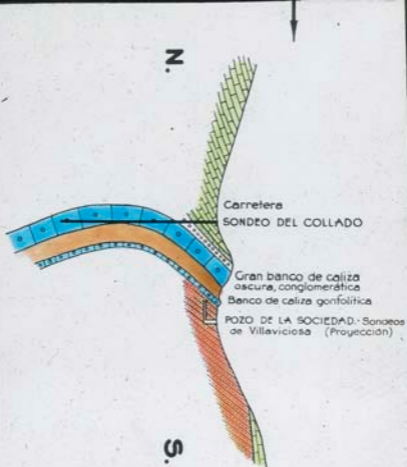 N.
Carretera
SONDEO DEL COLLADO
Gran banco de caliza
oscura, conglomerática
Banco de caliza gonfolítica
POZO DE LA SOCIEDAD.- Sondeos
de Villaviciosa (Proyección)
S.